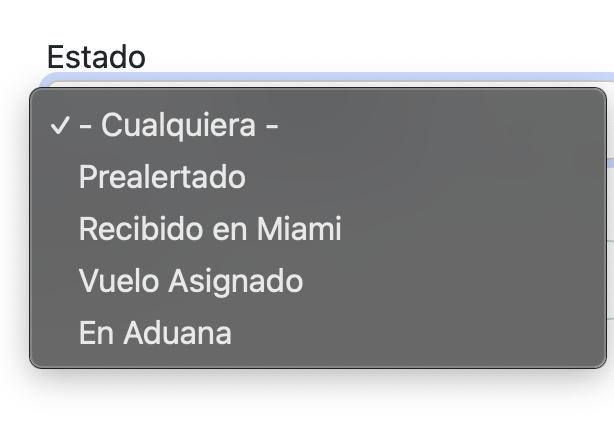 Estado
✓ - Cualquiera -
Prealertado
Recibido en Miami
Vuelo Asignado
En Aduana